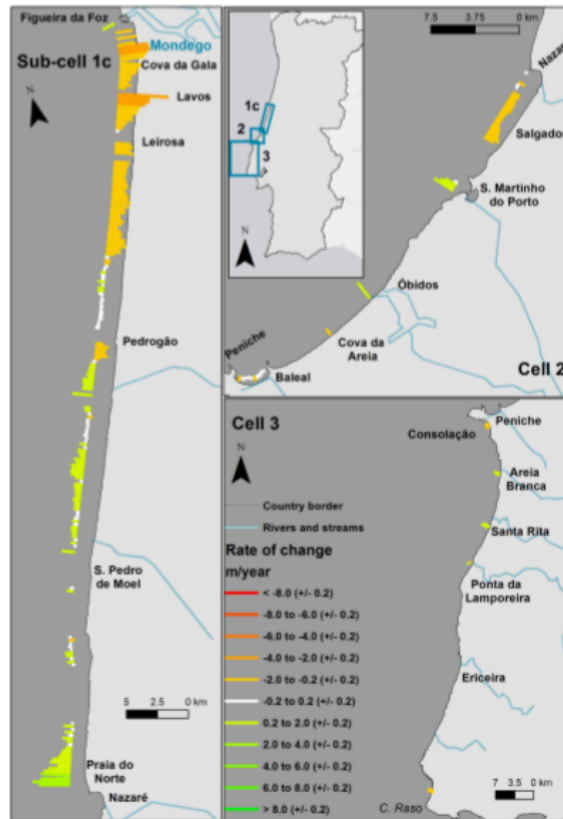 Figueira da Foz
Mondego
Sub-cell 1c
Cova da Gala
Lavos
N
Leirosa
Pedrogão
S. Pedro
de Moel
5 2.5 0 km
Praia do
Norte
Nazaré
7.5 3.75 0 km
1c
2
3
N
Nazaré
Salgados
S. Martinho
do Porto
Óbidos
Cova da
Areia
Peniche
Baleal
Cell 2
Cell 3
N
Country border
Rivers and streams
Rate of change
m/year
< -8.0 (+/- 0.2)
-8.0 to -6.0 (+/- 0.2)
-6.0 to -4.0 (+/- 0.2)
-4.0 to -2.0 (+/- 0.2)
-2.0 to -0.2 (+/- 0.2)
-0.2 to 0.2 (+/- 0.2)
0.2 to 2.0 (+/- 0.2)
2.0 to 4.0 (+/- 0.2)
4.0 to 6.0 (+/- 0.2)
6.0 to 8.0 (+/- 0.2)
> 8.0 (+/- 0.2)
Consolação
Peniche
Areia
Branca
Santa Rita
Ponta da
Lamporeira
Ericeira
7 3.5 0 km
C. Raso